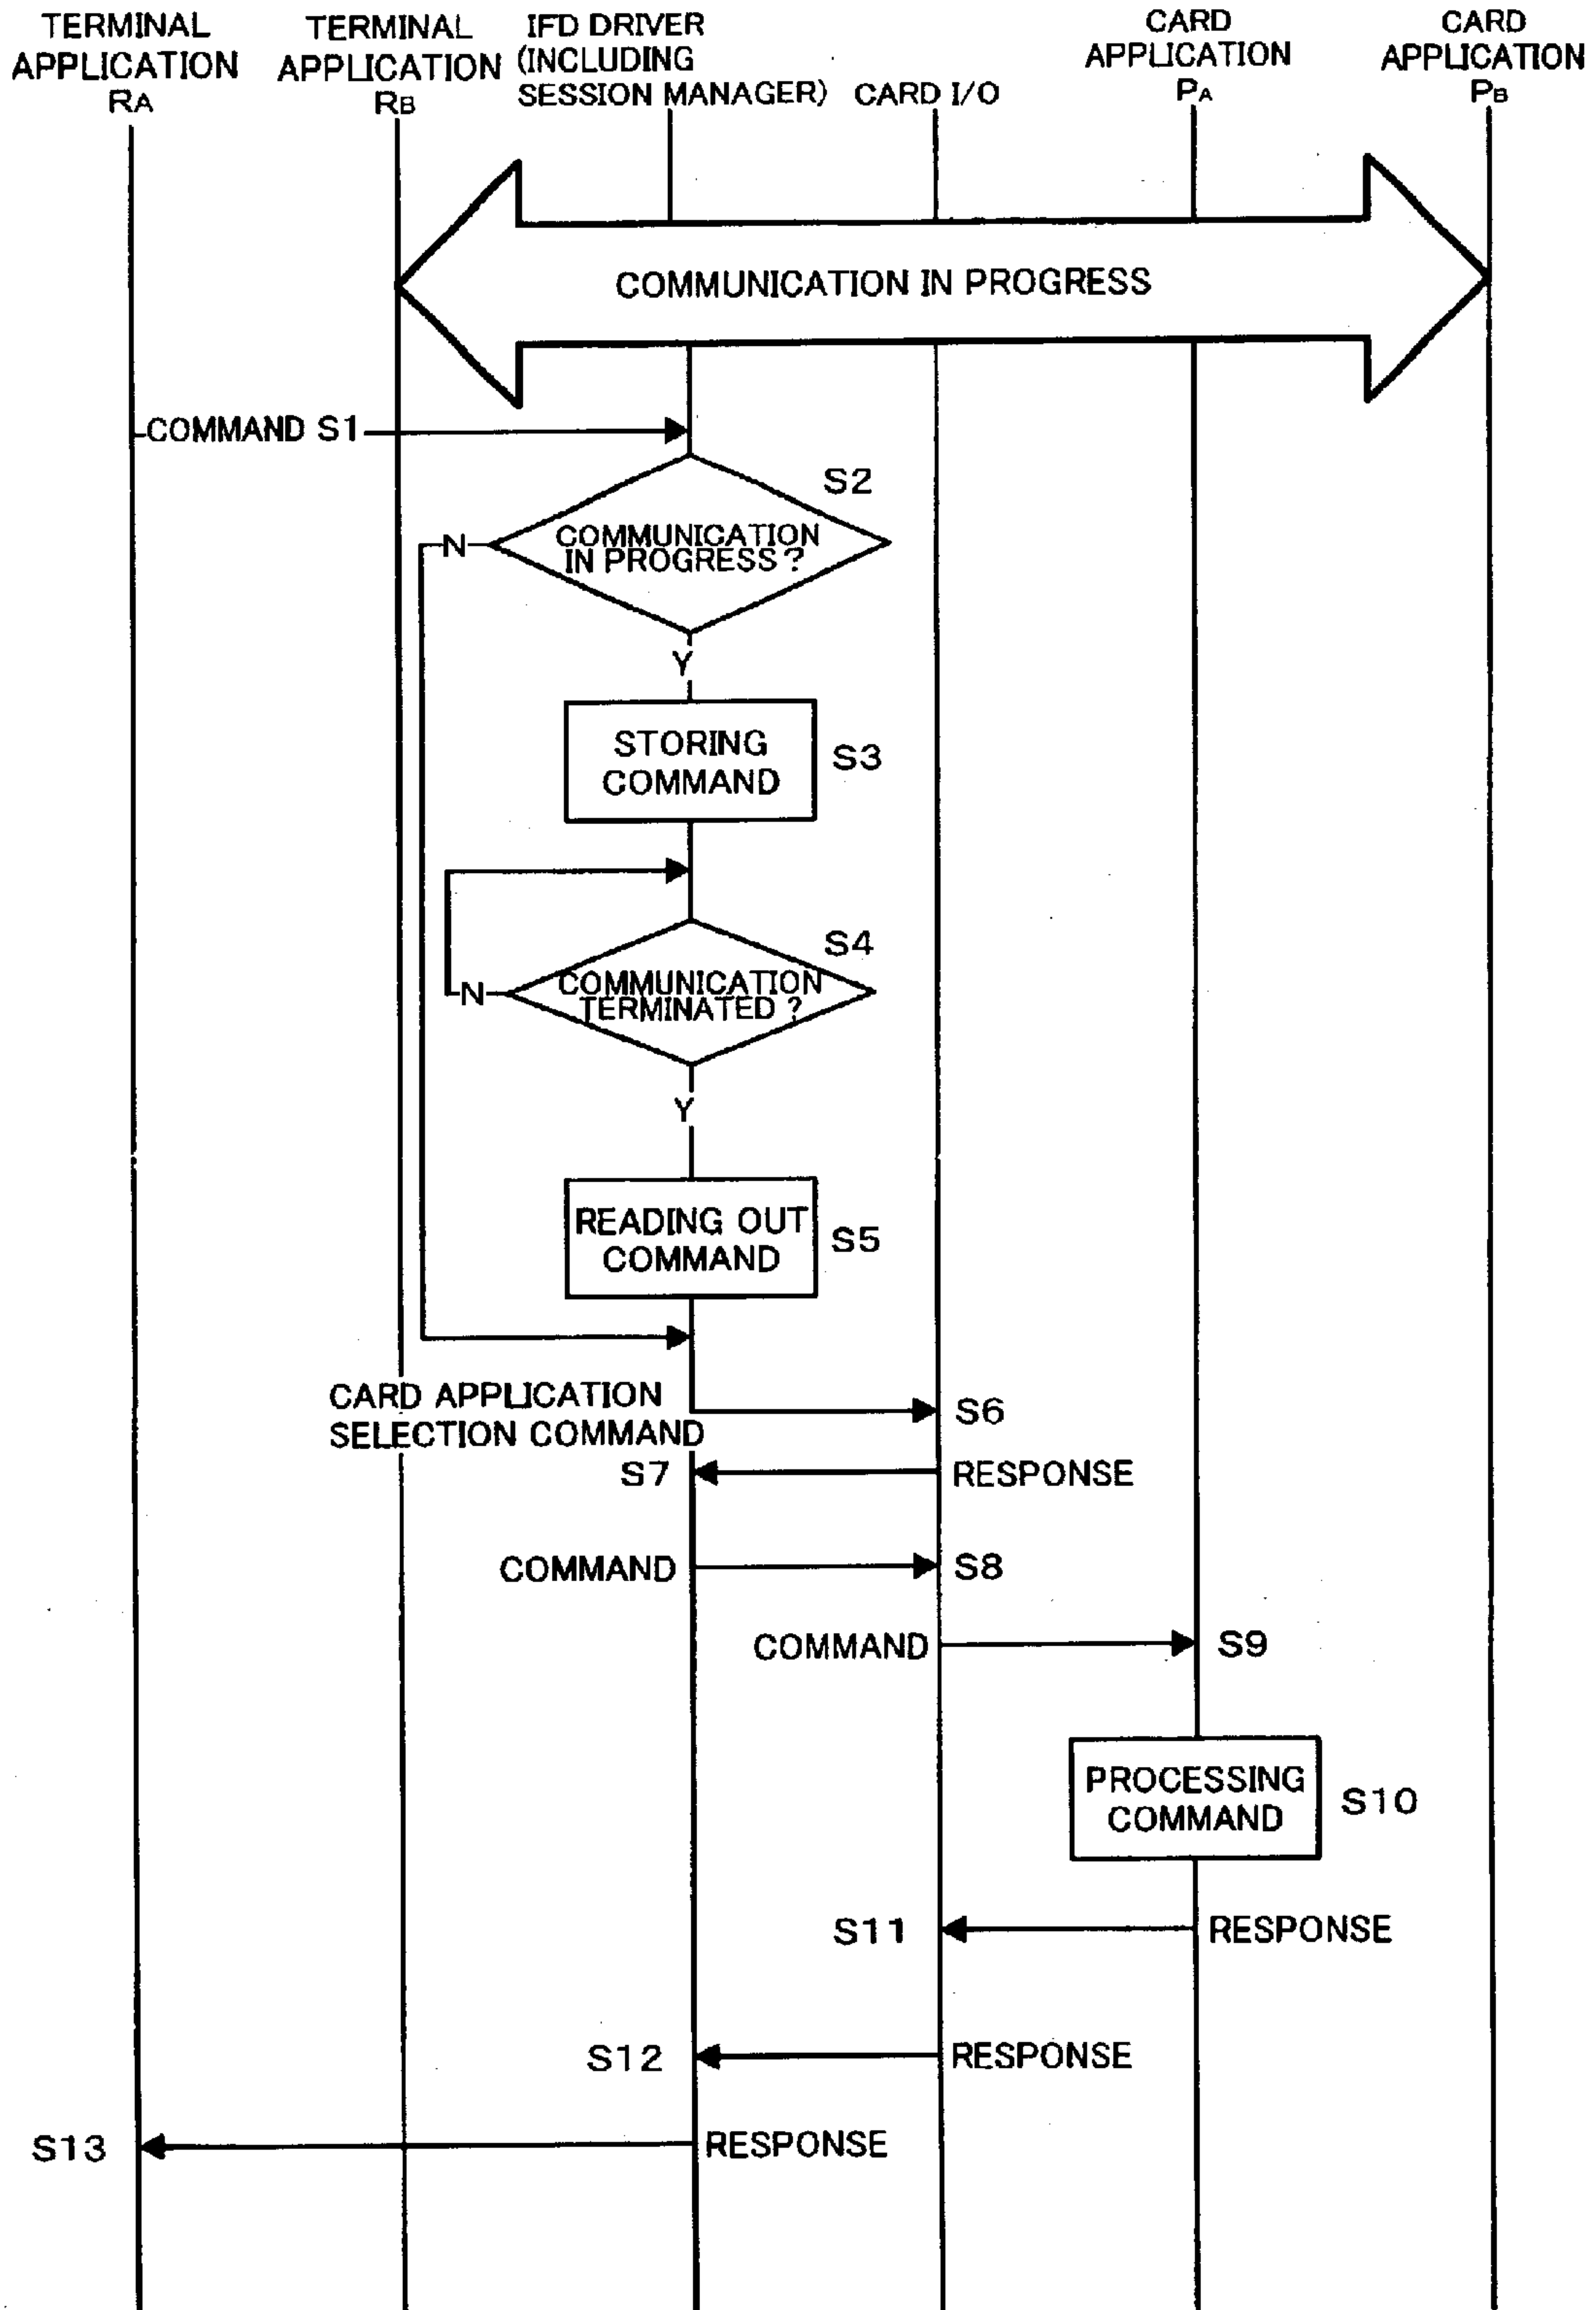 TERMINAL
APPLICATION
RA
TERMINAL
APPLICATION
RB
IFD DRIVER
(INCLUDING
SESSION MANAGER)
CARD I/O
CARD
APPLICATION
PA
CARD
APPLICATION
PB
COMMUNICATION IN PROGRESS
COMMAND S1
S2
COMMUNICATION
IN PROGRESS ?
N
Y
STORING
COMMAND
S3
S4
COMMUNICATION
TERMINATED ?
N
Y
READING OUT
COMMAND
S5
CARD APPLICATION
SELECTION COMMAND
S6
S7
RESPONSE
COMMAND
S8
COMMAND
S9
PROCESSING
COMMAND
S10
S11
RESPONSE
S12
RESPONSE
S13
RESPONSE